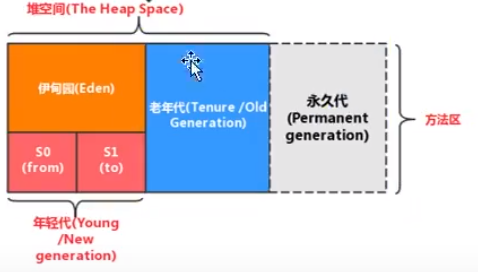 堆空间(The Heap Space)
伊甸园(Eden)
S0
(from)
S1
(to)
老年代(Tenure /Old
Generation)
永久代
(Permanent
generation)
方法区
年轻代(Young
/New
generation)